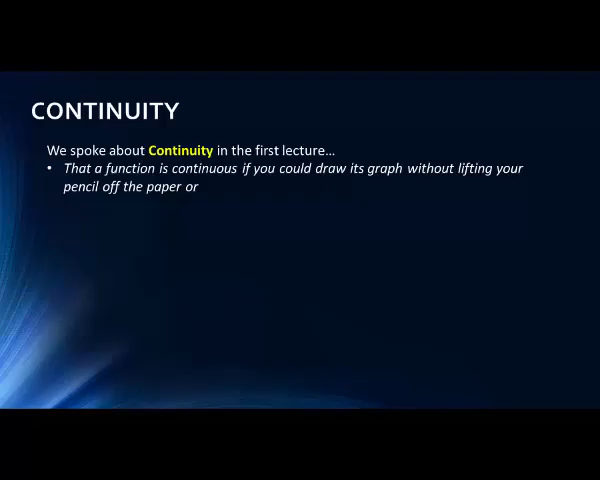 CONTINUITY
We spoke about Continuity in the first lecture...
• That a function is continuous if you could draw its graph without lifting your
pencil off the paper or